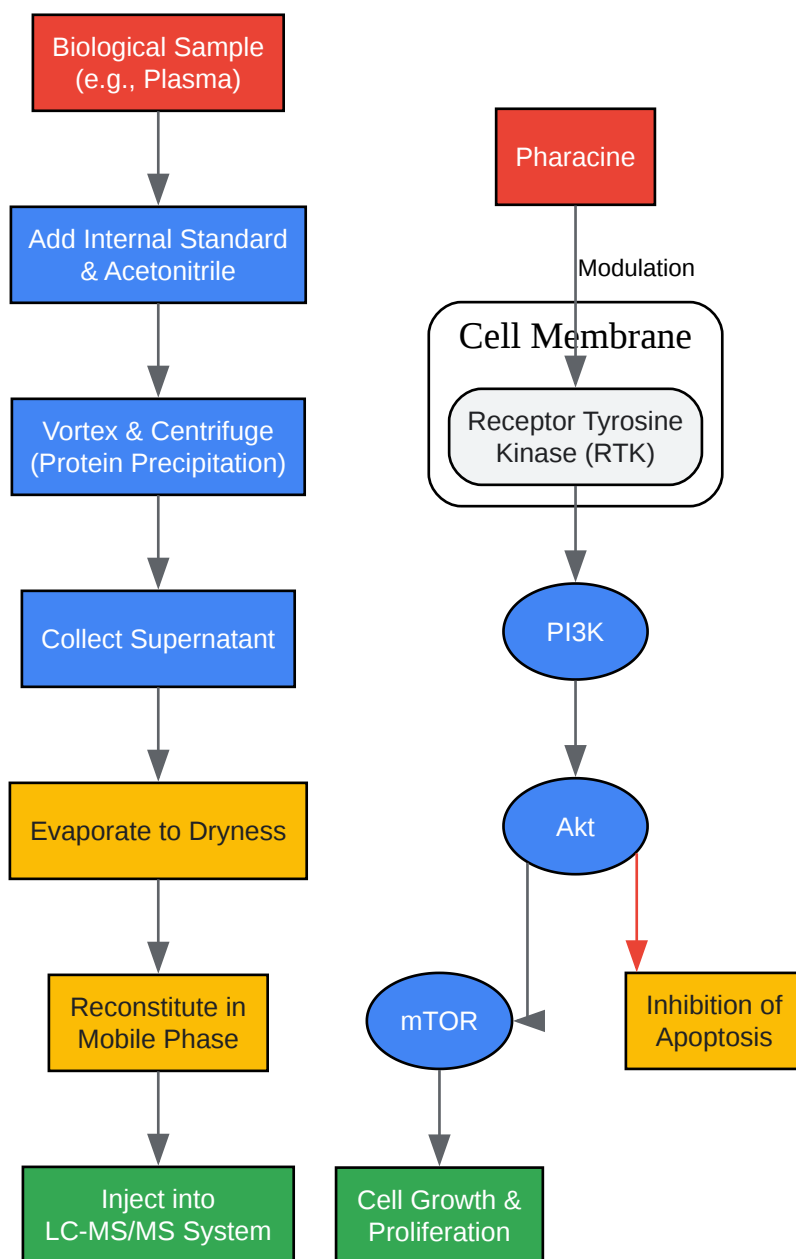 Biological Sample
(e.g., Plasma)
Add Internal Standard
& Acetonitrile
Vortex & Centrifuge
(Protein Precipitation)
Collect Supernatant
Evaporate to Dryness
Reconstitute in
Mobile Phase
Inject into
LC-MS/MS System
Pharacine
Modulation
Cell Membrane
Receptor Tyrosine
Kinase (RTK)
PI3K
Akt
mTOR
Inhibition of
Apoptosis
Cell Growth &
Proliferation